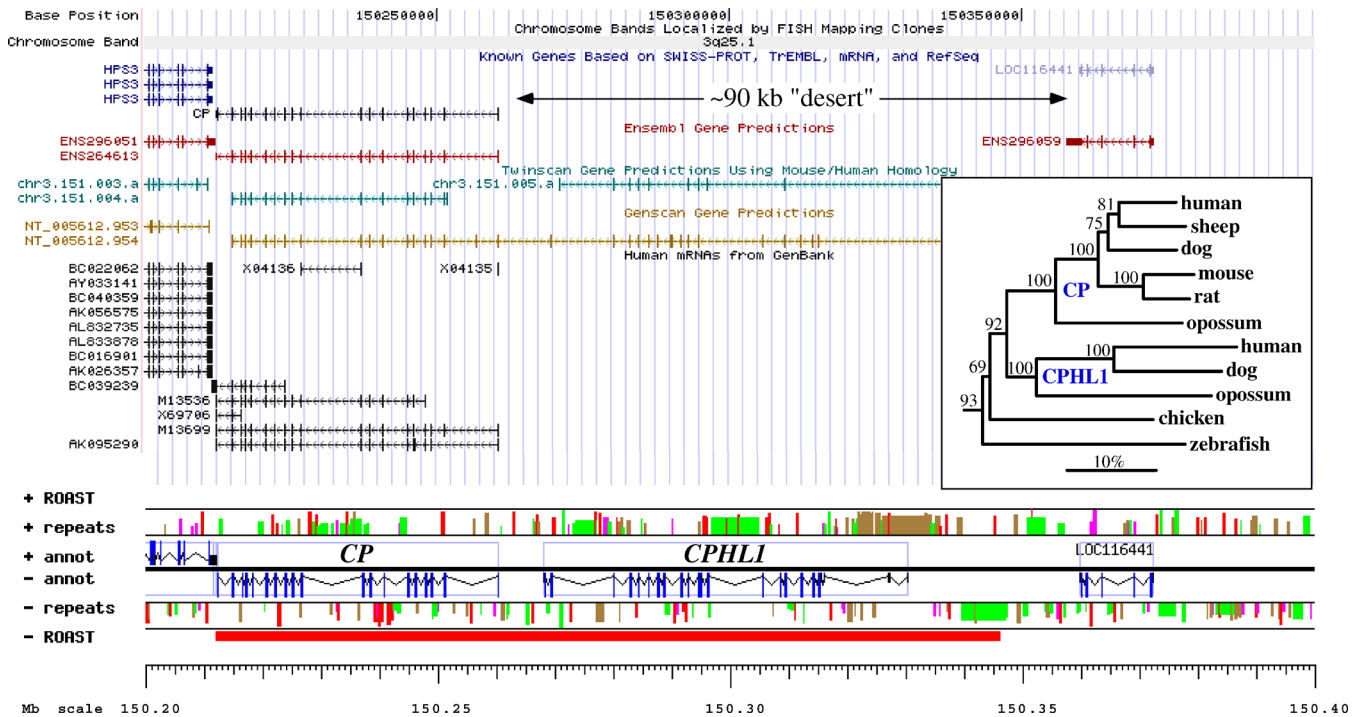 Base Position 150250000| 150300000| 150350000|
Chromosome Bands Localized by FISH Mapping Clones
Chromosome Band 3q25.1
Known Genes Based on SWISS-PROT, TrEMBL, mRNA, and RefSeq
HPS3 LOC116441
HPS3
HPS3 ~90 kb "desert"
CP
Ensembl Gene Predictions
ENS296051 ENS296059
ENS264613
Twinscan Gene Predictions Using Mouse/Human Homology
chr3.151.003.a chr3.151.005.a
chr3.151.004.a
Genscan Gene Predictions
NT_005612.953
NT_005612.954
Human mRNAs from GenBank
BC022062 X04136 X04135
AY033141
BC040359
AK056575
AL832735
AL833878
BC016901
AK026357
BC039239
M13536
X69706
M13699
AK095290
81 human
75 sheep
100 dog
100 mouse
100 CP rat
opossum
92 100 human
100 CPHL1 dog
69 opossum
93 chicken
zebrafish
10%
+ ROAST
+ repeats
+ annot CP CPHL1 LOC116441
- annot
- repeats
- ROAST
Mb scale 150.20 150.25 150.30 150.35 150.40